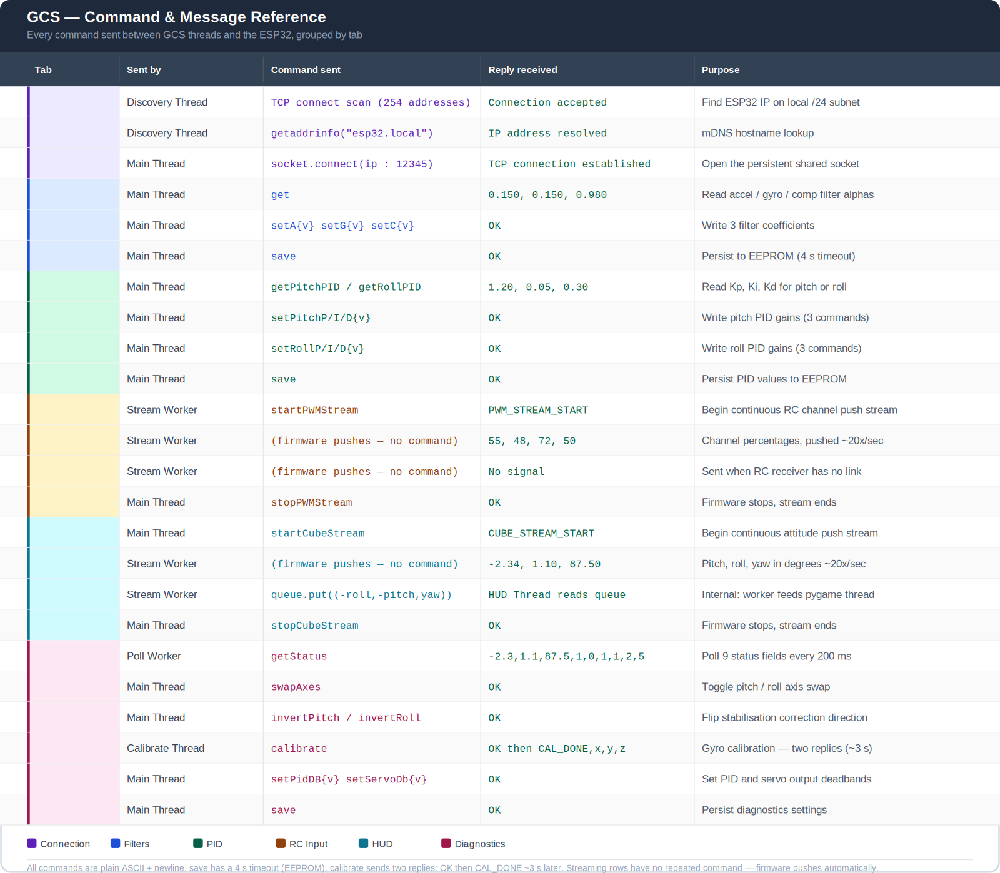 GCS — Command & Message Reference
Every command sent between GCS threads and the ESP32, grouped by tab
Tab Sent by Command sent Reply received Purpose
Discovery Thread TCP connect scan (254 addresses) Connection accepted Find ESP32 IP on local /24 subnet
Discovery Thread getaddrinfo("esp32.local") IP address resolved mDNS hostname lookup
Main Thread socket.connect(ip : 12345) TCP connection established Open the persistent shared socket
Main Thread get 0.150, 0.150, 0.980 Read accel / gyro / comp filter alphas
Main Thread setA{v} setG{v} setC{v} OK Write 3 filter coefficients
Main Thread save OK Persist to EEPROM (4 s timeout)
Main Thread getPitchPID / getRollPID 1.20, 0.05, 0.30 Read Kp, Ki, Kd for pitch or roll
Main Thread setPitchP/I/D{v} OK Write pitch PID gains (3 commands)
Main Thread setRollP/I/D{v} OK Write roll PID gains (3 commands)
Main Thread save OK Persist PID values to EEPROM
Stream Worker startPWMStream PWM_STREAM_START Begin continuous RC channel push stream
Stream Worker (firmware pushes — no command) 55, 48, 72, 50 Channel percentages, pushed ~20x/sec
Stream Worker (firmware pushes — no command) No signal Sent when RC receiver has no link
Main Thread stopPWMStream OK Firmware stops, stream ends
Main Thread startCubeStream CUBE_STREAM_START Begin continuous attitude push stream
Stream Worker (firmware pushes — no command) -2.34, 1.10, 87.50 Pitch, roll, yaw in degrees ~20x/sec
Stream Worker queue.put((-roll,-pitch,yaw)) HUD Thread reads queue Internal: worker feeds pygame thread
Main Thread stopCubeStream OK Firmware stops, stream ends
Poll Worker getStatus -2.3,1.1,87.5,1,0,1,1,2,5 Poll 9 status fields every 200 ms
Main Thread swapAxes OK Toggle pitch / roll axis swap
Main Thread invertPitch / invertRoll OK Flip stabilisation correction direction
Calibrate Thread calibrate OK then CAL_DONE,x,y,z Gyro calibration — two replies (~3 s)
Main Thread setPidDB{v} setServoDb{v} OK Set PID and servo output deadbands
Main Thread save OK Persist diagnostics settings
Connection Filters PID RC Input HUD Diagnostics
All commands are plain ASCII + newline. save has a 4 s timeout (EEPROM). calibrate sends two replies: OK then CAL_DONE ~3 s later. Streaming rows have no repeated command — firmware pushes automatically.